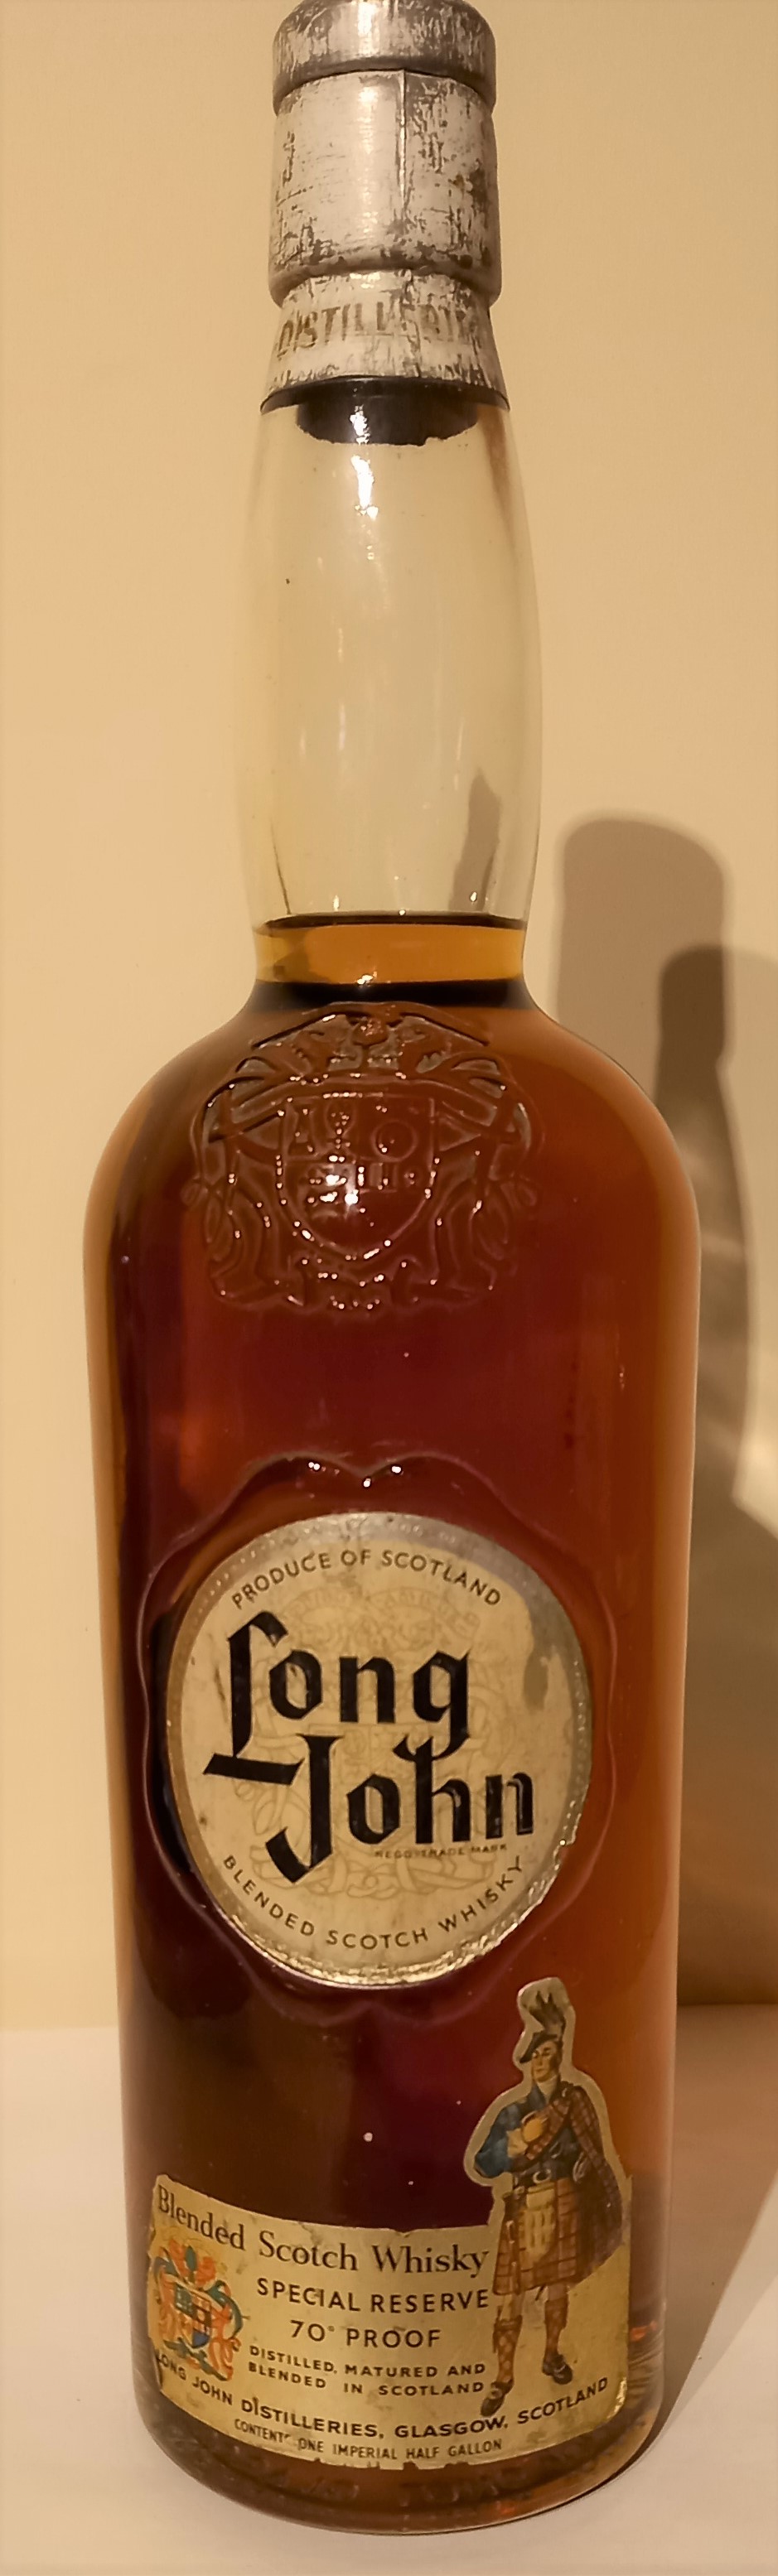 DISTILLERIES
PRODUCE OF SCOTLAND
Long
John
REGD TRADE MARK
BLENDED SCOTCH WHISKY
Blended Scotch Whisky
SPECIAL RESERVE
70° PROOF
DISTILLED, MATURED AND
BLENDED IN SCOTLAND
LONG JOHN DISTILLERIES, GLASGOW, SCOTLAND
CONTENTS ONE IMPERIAL HALF GALLON